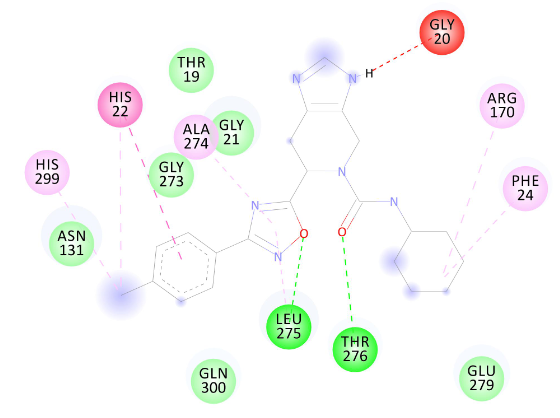 GLY
20
THR
19
HIS
22
ALA
274
GLY
21
ARG
170
HIS
299
GLY
273
PHE
24
ASN
131
N
N
H
N
N
N
O
N
O
N
LEU
275
THR
276
GLN
300
GLU
279